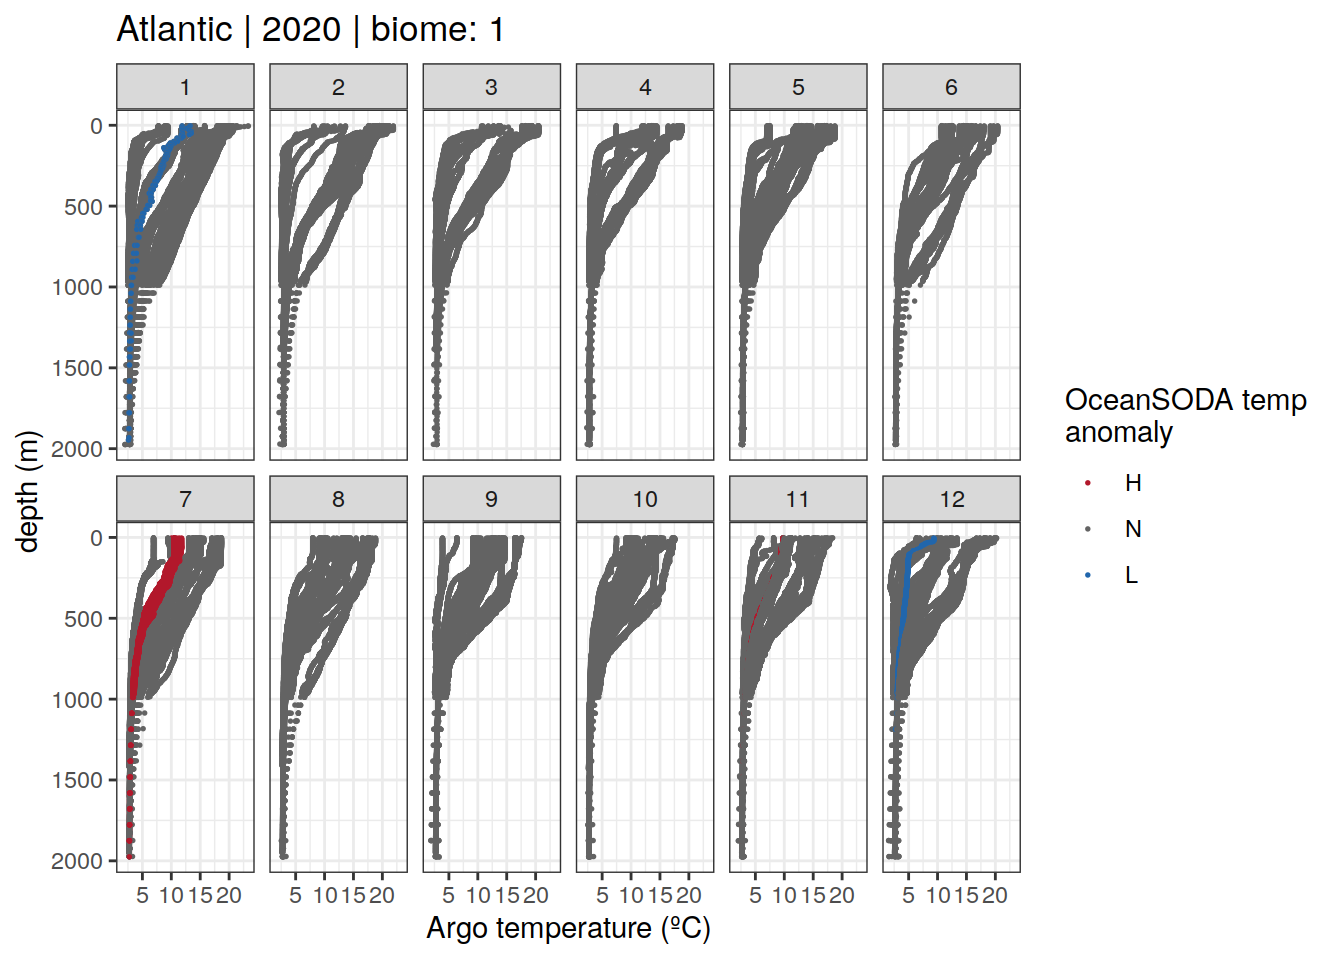 Atlantic | 2020 | biome: 1
1 2 3 4 5 6
0
500
1000
1500
2000
7 8 9 10 11 12
0
500
1000
1500
2000
5 10 15 20 5 10 15 20 5 10 15 20 5 10 15 20 5 10 15 20 5 10 15 20
Argo temperature (ºC)
depth (m)
OceanSODA temp
anomaly
H
N
L